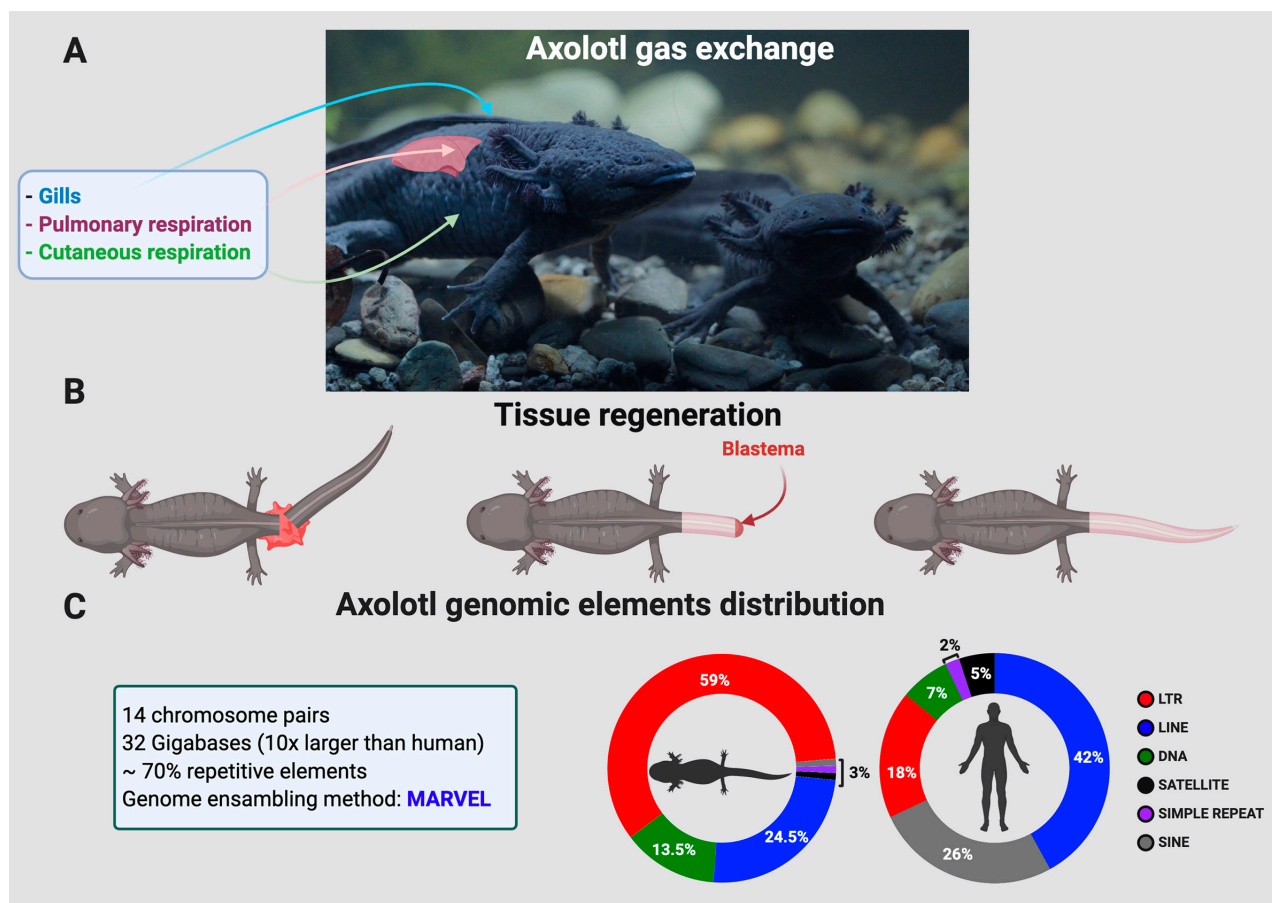 A
Axolotl gas exchange
- Gills
- Pulmonary respiration
- Cutaneous respiration
B
Tissue regeneration
Blastema
C
Axolotl genomic elements distribution
14 chromosome pairs
32 Gigabases (10x larger than human)
~ 70% repetitive elements
Genome ensambling method: MARVEL
59%
3%
24.5%
13.5%
2%
5%
7%
18%
42%
26%
LTR
LINE
DNA
SATELLITE
SIMPLE REPEAT
SINE